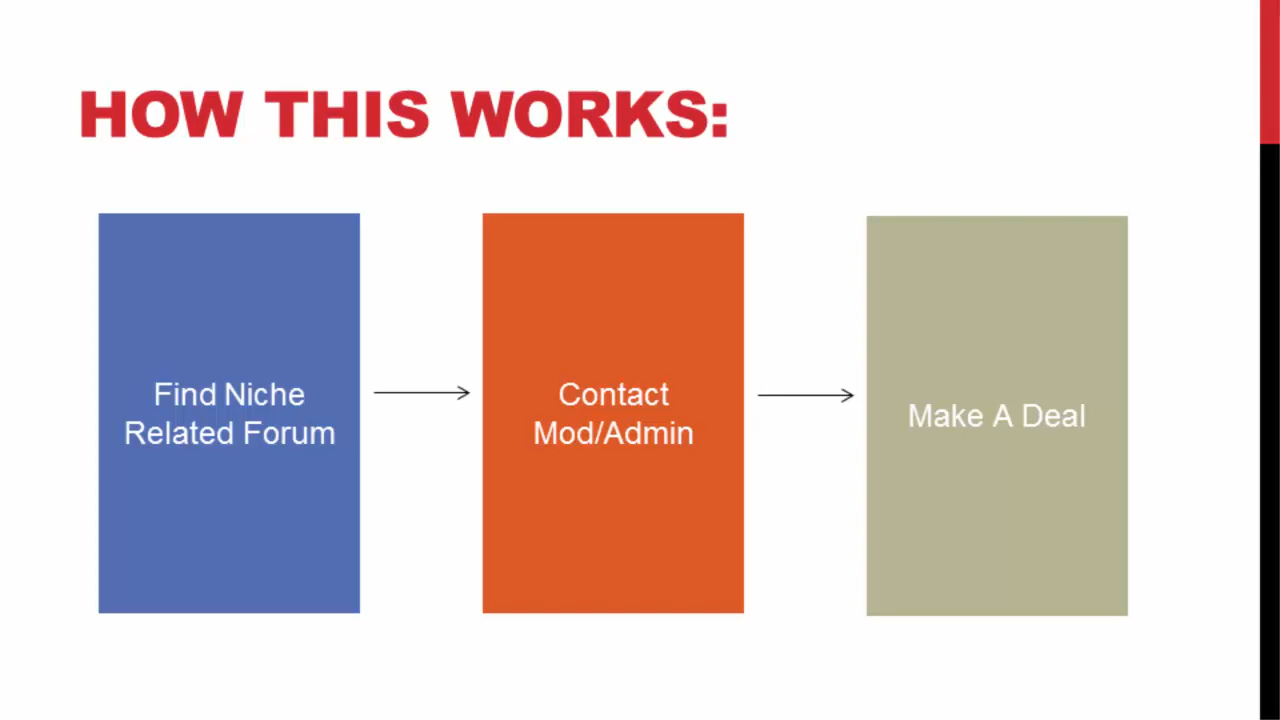 HOW THIS WORKS:
Find Niche
Related Forum
Contact
Mod/Admin
Make A Deal